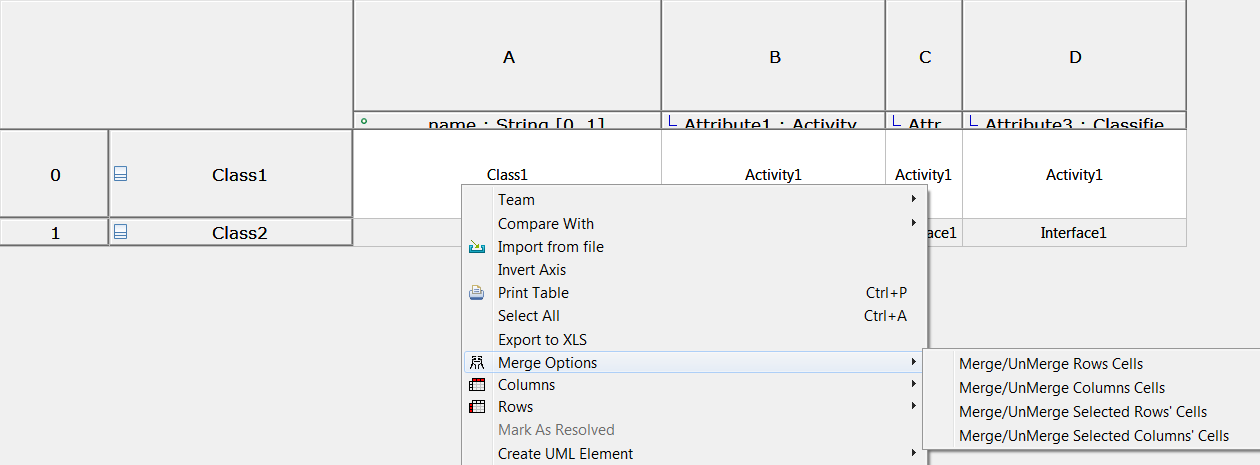 A B C D
name : String [0..1] Attribute1 : Activity Attr Attribute3 : Classifie
0 Class1 Class1 Activity1 Activity1 Activity1
1 Class2 ace1 Interface1
Team
Compare With
Import from file
Invert Axis
Print Table Ctrl+P
Select All Ctrl+A
Export to XLS
Merge Options
Columns
Rows
Mark As Resolved
Create UML Element
Merge/UnMerge Rows Cells
Merge/UnMerge Columns Cells
Merge/UnMerge Selected Rows' Cells
Merge/UnMerge Selected Columns' Cells